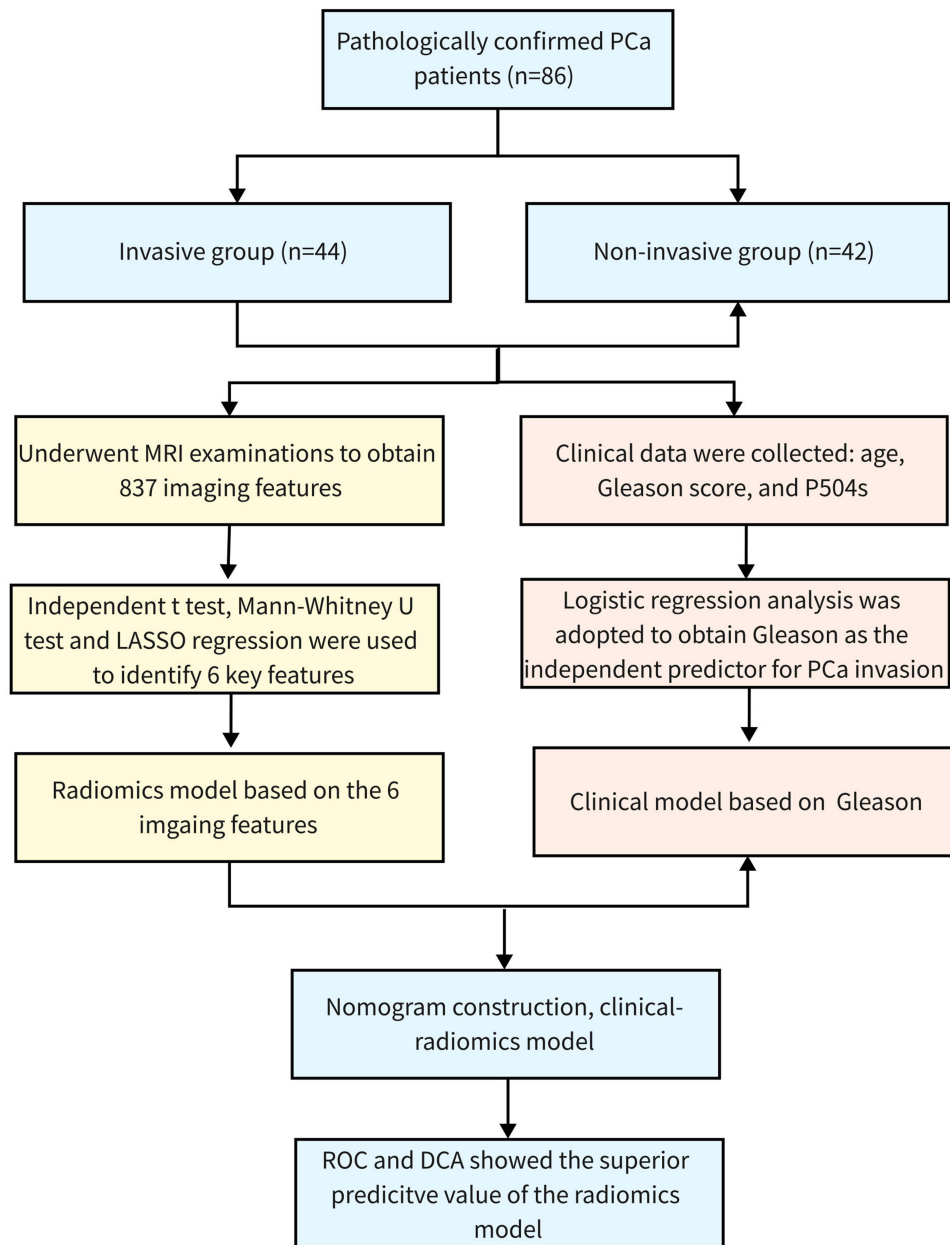 Pathologically confirmed PCa
patients (n=86)
Invasive group (n=44)
Non-invasive group (n=42)
Underwent MRI examinations to obtain
837 imaging features
Clinical data were collected: age,
Gleason score, and P504s
Independent t test, Mann-Whitney U
test and LASSO regression were used
to identify 6 key features
Logistic regression analysis was
adopted to obtain Gleason as the
independent predictor for PCa invasion
Radiomics model based on the 6
imgaing features
Clinical model based on Gleason
Nomogram construction, clinical-
radiomics model
ROC and DCA showed the superior
predicitve value of the radiomics
model